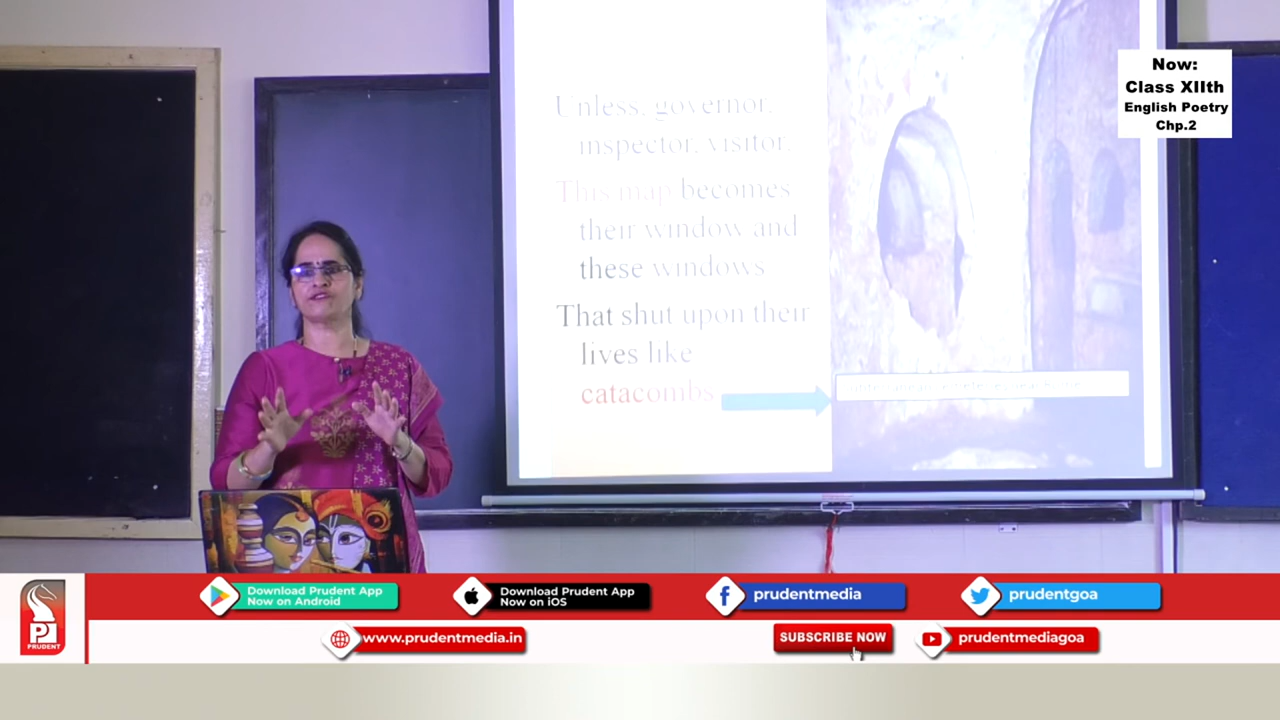 Unless, governor,
inspector, visitor,
This map becomes
their window and
these windows
That shut upon their
lives like
catacombs
Now:
Class XIIth
English Poetry
Chp.2
PRUDENT
Download Prudent App
Now on Android
Download Prudent App
Now on iOS
prudentmedia
prudentgoa
www.prudentmedia.in
SUBSCRIBE NOW
prudentmediagoa